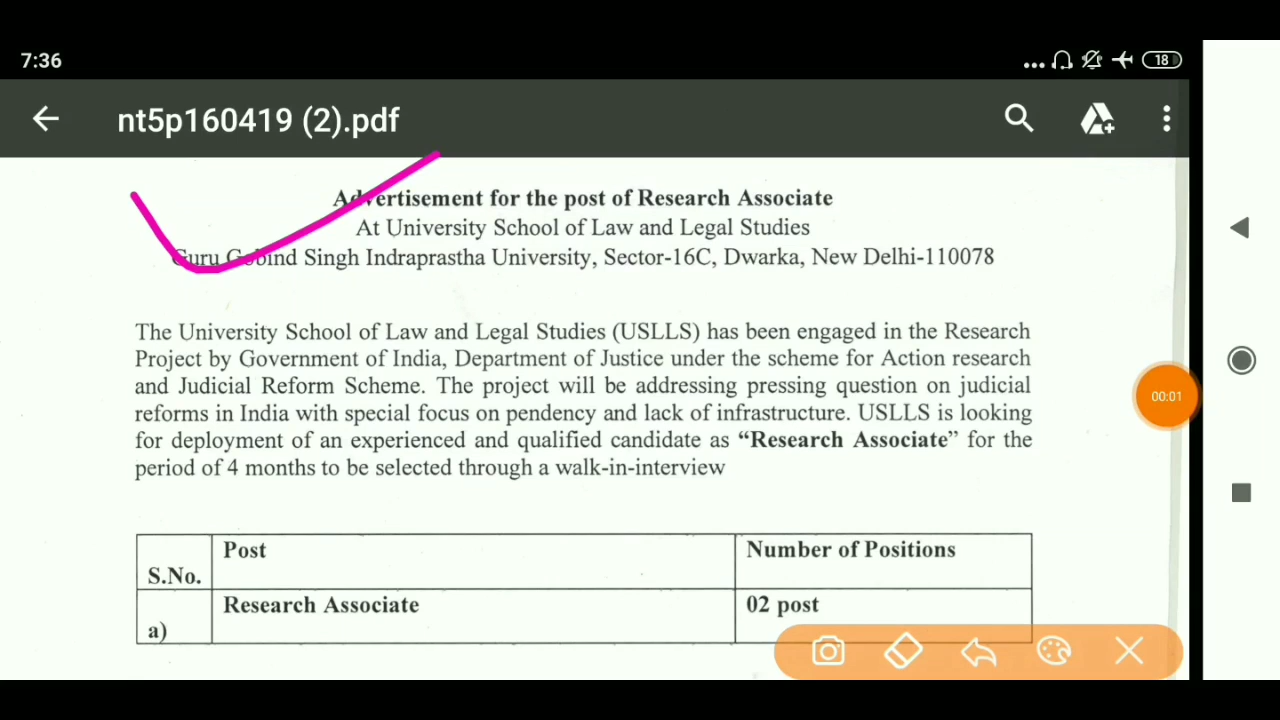 7:36
18
nt5p160419 (2).pdf
Advertisement for the post of Research Associate
At University School of Law and Legal Studies
Guru Gobind Singh Indraprastha University, Sector-16C, Dwarka, New Delhi-110078
The University School of Law and Legal Studies (USLLS) has been engaged in the Research
Project by Government of India, Department of Justice under the scheme for Action research
and Judicial Reform Scheme. The project will be addressing pressing question on judicial
reforms in India with special focus on pendency and lack of infrastructure. USLLS is looking
for deployment of an experienced and qualified candidate as “Research Associate” for the
period of 4 months to be selected through a walk-in-interview
00:01
S.No. Post Number of Positions
a) Research Associate 02 post